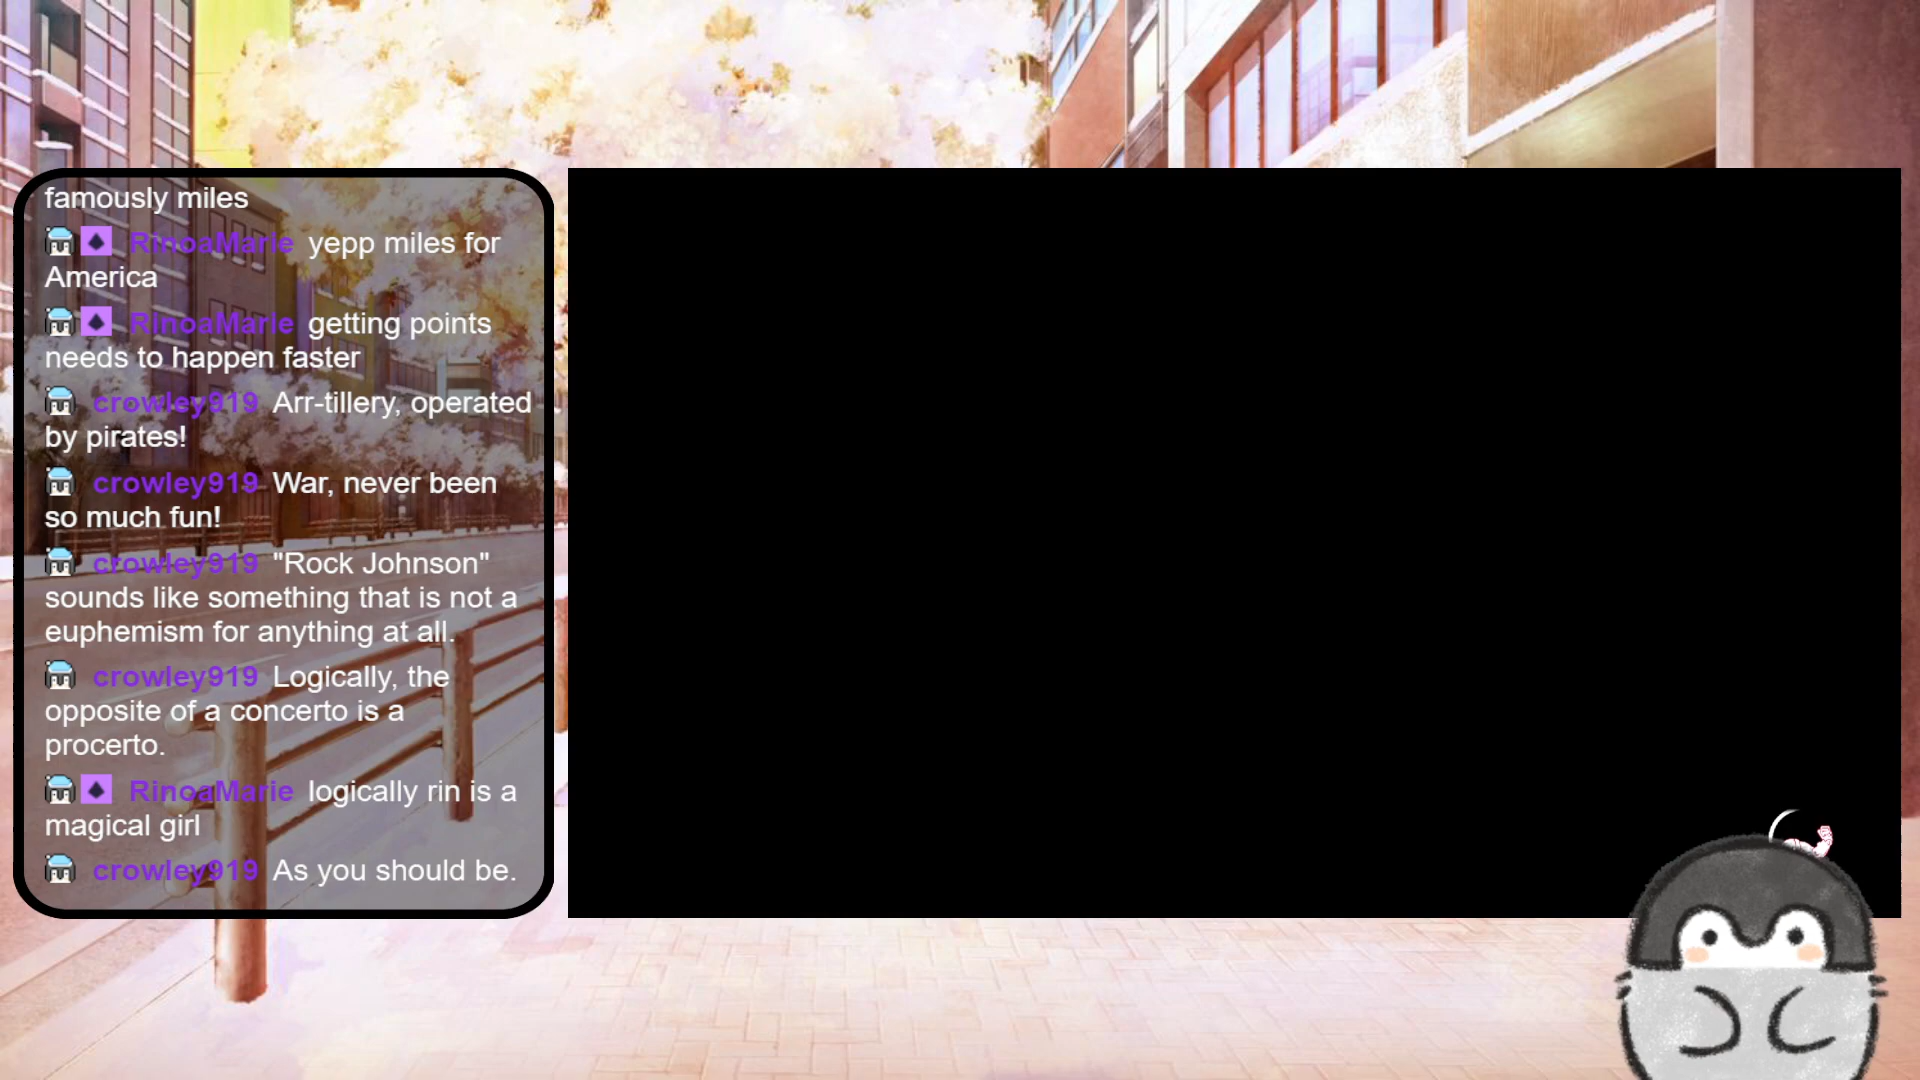 famously miles
RinoaMarie yepp miles for
America
RinoaMarie getting points
needs to happen faster
crowley919 Arr-tillery, operated
by pirates!
crowley919 War, never been
so much fun!
crowley919 "Rock Johnson"
sounds like something that is not a
euphemism for anything at all.
crowley919 Logically, the
opposite of a concerto is a
procerto.
RinoaMarie logically rin is a
magical girl
crowley919 As you should be.